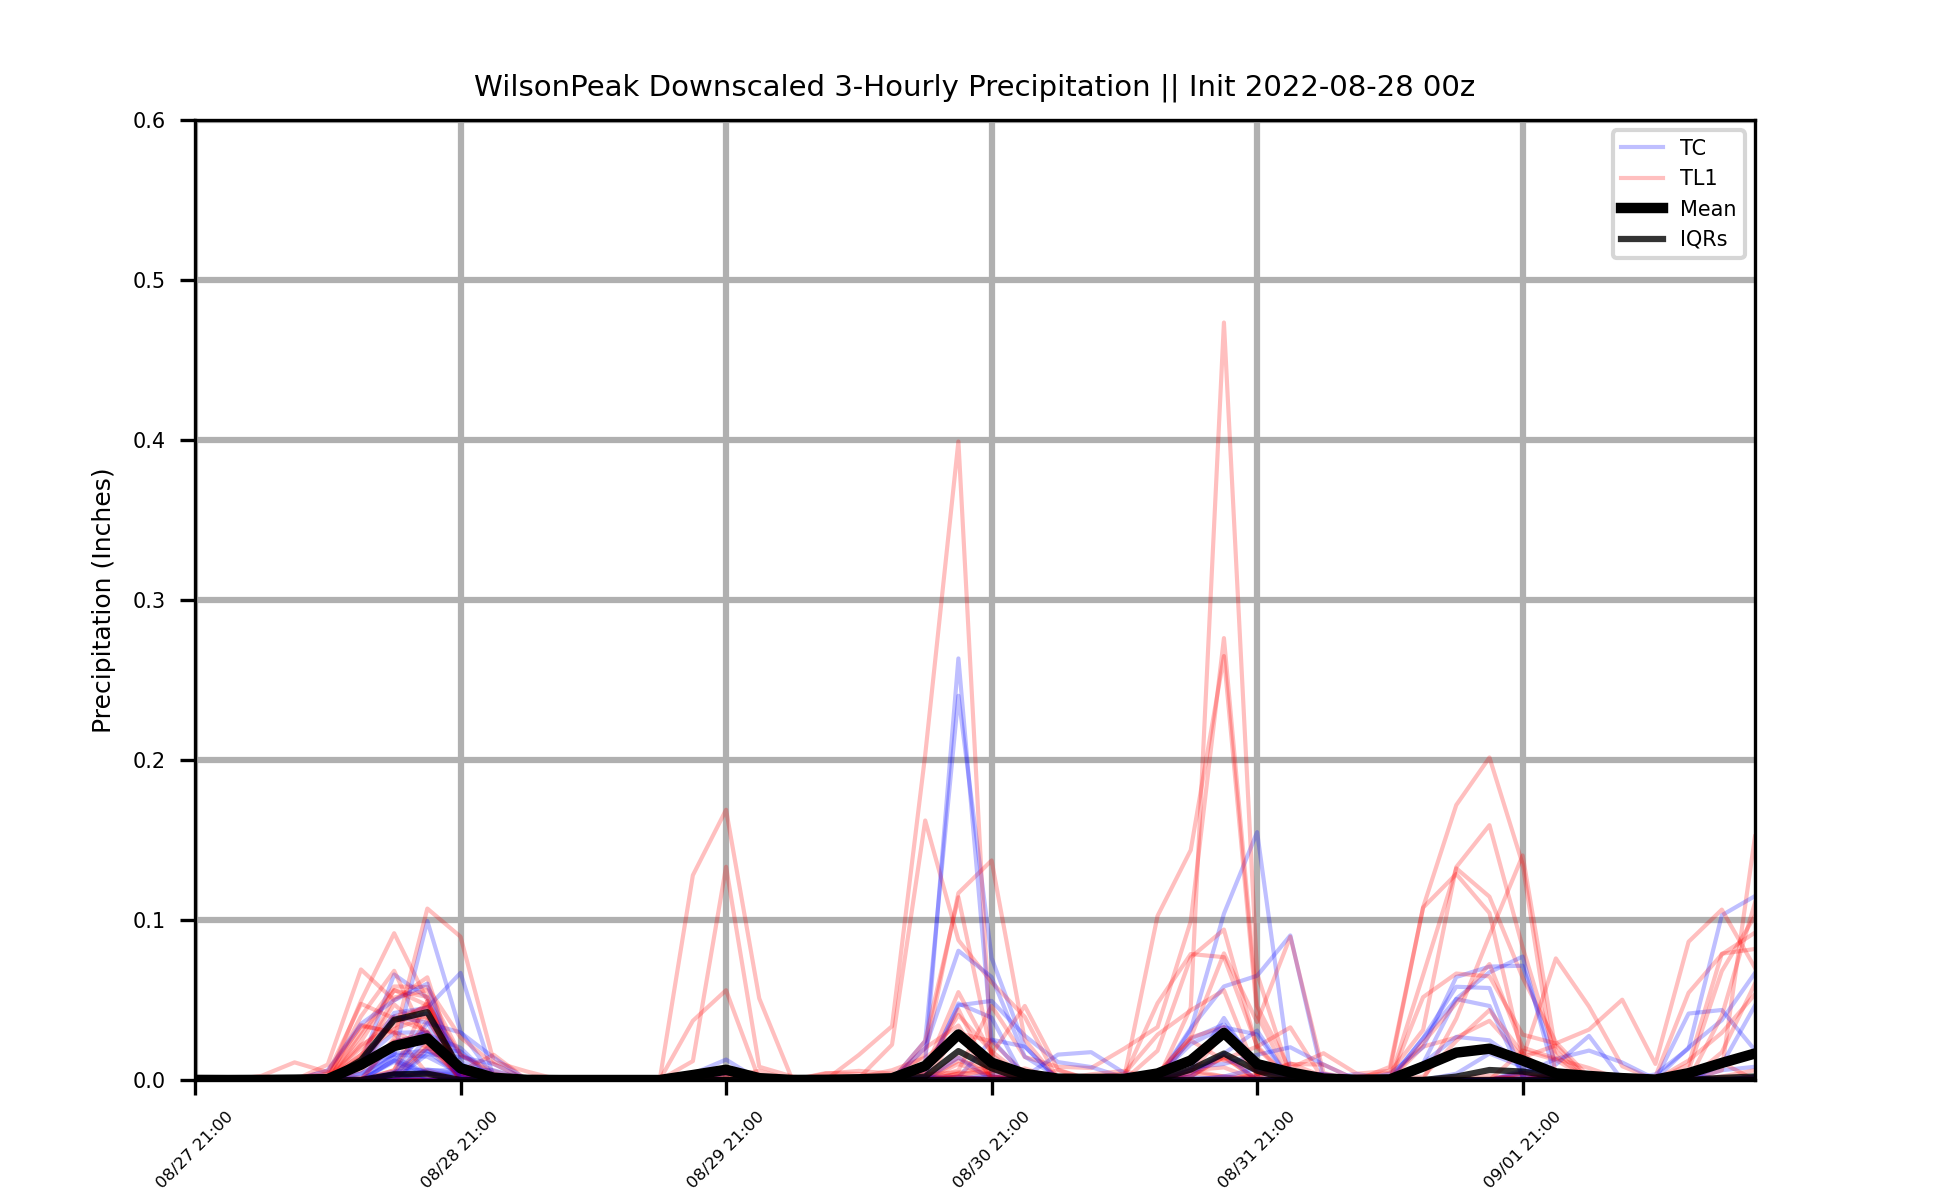 WilsonPeak Downscaled 3-Hourly Precipitation || Init 2022-08-28 00z
TC
TL1
Mean
IQRs
Precipitation (Inches)
0.6
0.5
0.4
0.3
0.2
0.1
0.0
08/27 21:00
08/28 21:00
08/29 21:00
08/30 21:00
08/31 21:00
09/01 21:00